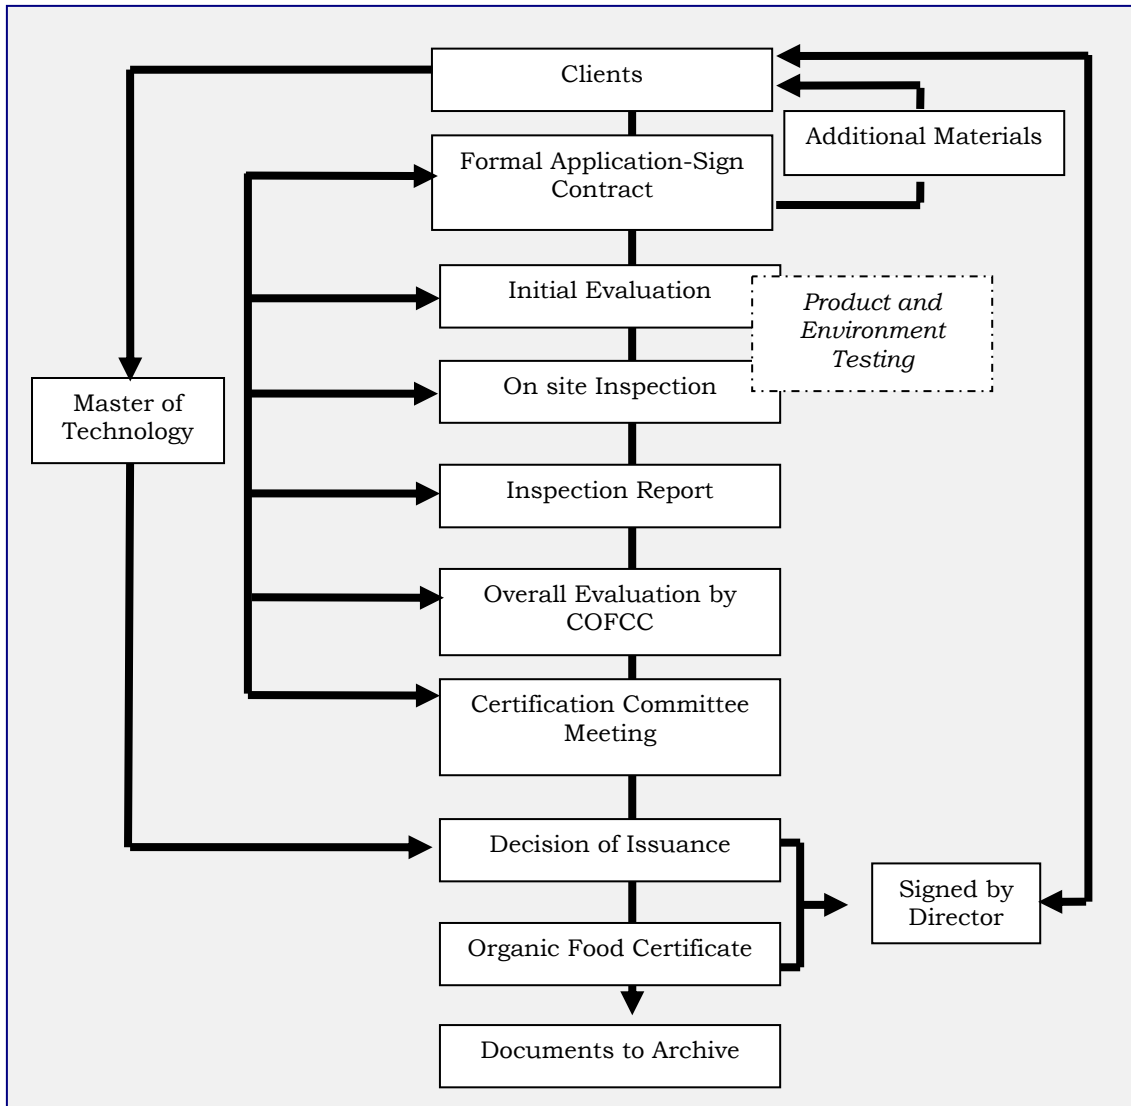 Clients
Additional Materials
Formal Application-Sign
Contract
Initial Evaluation
Product and
Environment
Testing
On site Inspection
Master of
Technology
Inspection Report
Overall Evaluation by
COFCC
Certification Committee
Meeting
Decision of Issuance
Signed by
Director
Organic Food Certificate
Documents to Archive